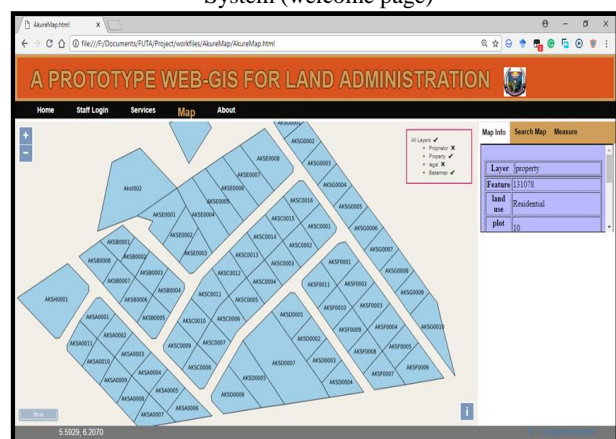 System (welcome page)
AkureMap.html
file:///F:/Documents/FUTA/Project/workfiles/AkureMap/AkureMap.html
A PROTOTYPE WEB-GIS FOR LAND ADMINISTRATION
Home Staff Login Services Map About
+
−
All Layers ✔
Proprietor ✖
Property ✔
legal ✖
Basemap ✔
Map Info Search Map Measure
Layer property
Feature 131078
land use Residential
plot 10
AKSG0001
AKSG0002
AKSG0003
AKSG0004
AKSG0005
AKSG0006
AKSG0007
AKSG0008
AKSG0009
AKSG0010
Akst002
AKSE0008
AKSE0007
AKSE0006
AKSE0005
AKSE0004
AKSE0001
AKSE0002
AKSE0003
AKSC0016
AKSC0015
AKSC0001
AKSC0014
AKSC0002
AKSC0013
AKSC0003
AKSC0012
AKSC0004
AKSC0011
AKSC0005
AKSC0010
AKSC0006
AKSC0009
AKSC0007
AKSC0008
AKSB0001
AKSB0002
AKSB0008
AKSB0003
AKSB0007
AKSB0004
AKSB0006
AKSB0005
AKSH0001
AKSA0001
AKSA0002
AKSA0011
AKSA0003
AKSA0010
AKSA0004
AKSA0009
AKSA0005
AKSA0008
AKSA0006
AKSA0007
AKSF0001
AKSF0011
AKSF0002
AKSF0010
AKSF0003
AKSF0009
AKSF0004
AKSF0008
AKSF0005
AKSF0007
AKSF0006
AKSD0001
AKSD0002
AKSD0003
AKSD0004
AKSD0007
AKSD0005
AKSD0006
i
5.5929, 6.2070